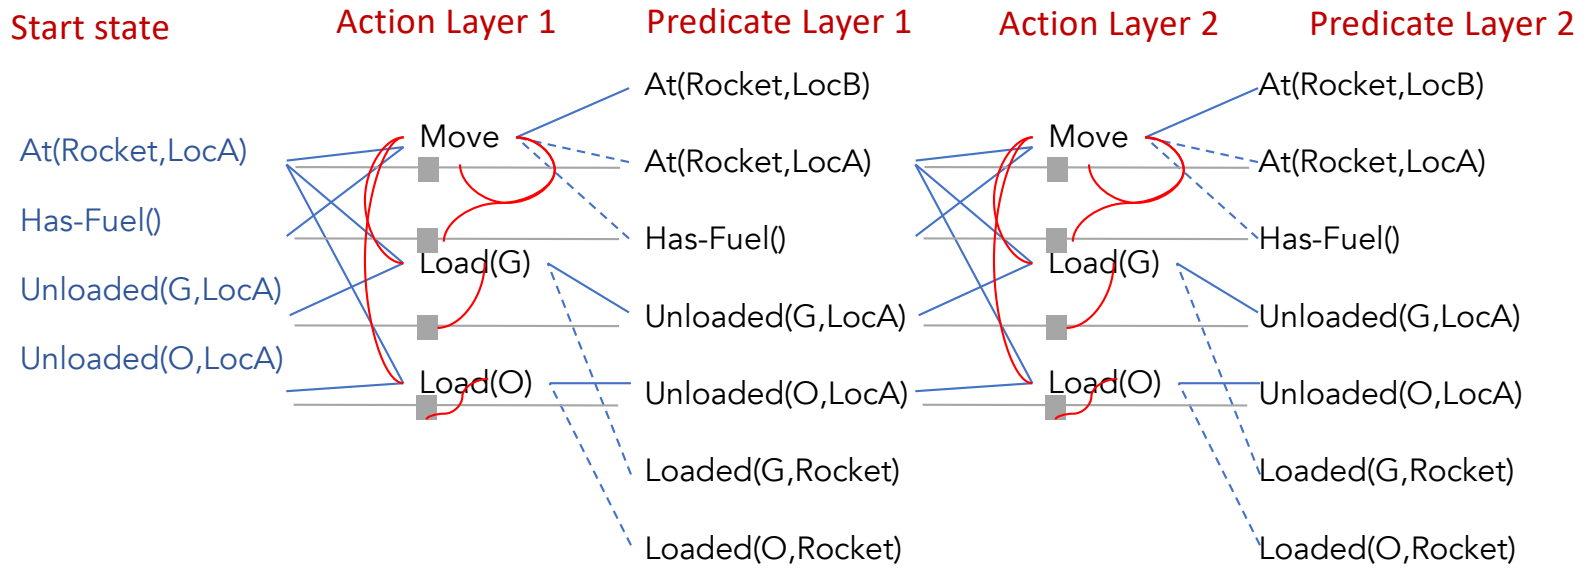 Start state
Action Layer 1
Predicate Layer 1
Action Layer 2
Predicate Layer 2
At(Rocket,LocA)
Has-Fuel()
Unloaded(G,LocA)
Unloaded(O,LocA)
Move
Load(G)
Load(O)
At(Rocket,LocB)
At(Rocket,LocA)
Has-Fuel()
Unloaded(G,LocA)
Unloaded(O,LocA)
Loaded(G,Rocket)
Loaded(O,Rocket)
Move
Load(G)
Load(O)
At(Rocket,LocB)
At(Rocket,LocA)
Has-Fuel()
Unloaded(G,LocA)
Unloaded(O,LocA)
Loaded(G,Rocket)
Loaded(O,Rocket)